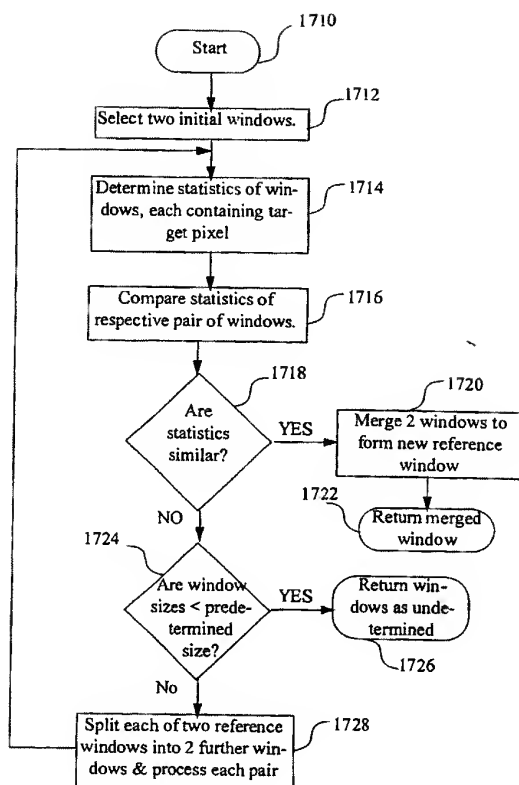 1710
Start
1712
Select two initial windows.
1714
Determine statistics of win-
dows, each containing tar-
get pixel
1716
Compare statistics of
respective pair of windows.
1718
Are
statistics
similar?
YES
1720
Merge 2 windows to
form new reference
window
1722
Return merged
window
NO
1724
Are window
sizes < prede-
termined
size?
YES
Return win-
dows as unde-
termined
1726
No
Split each of two reference
windows into 2 further win-
dows & process each pair
1728